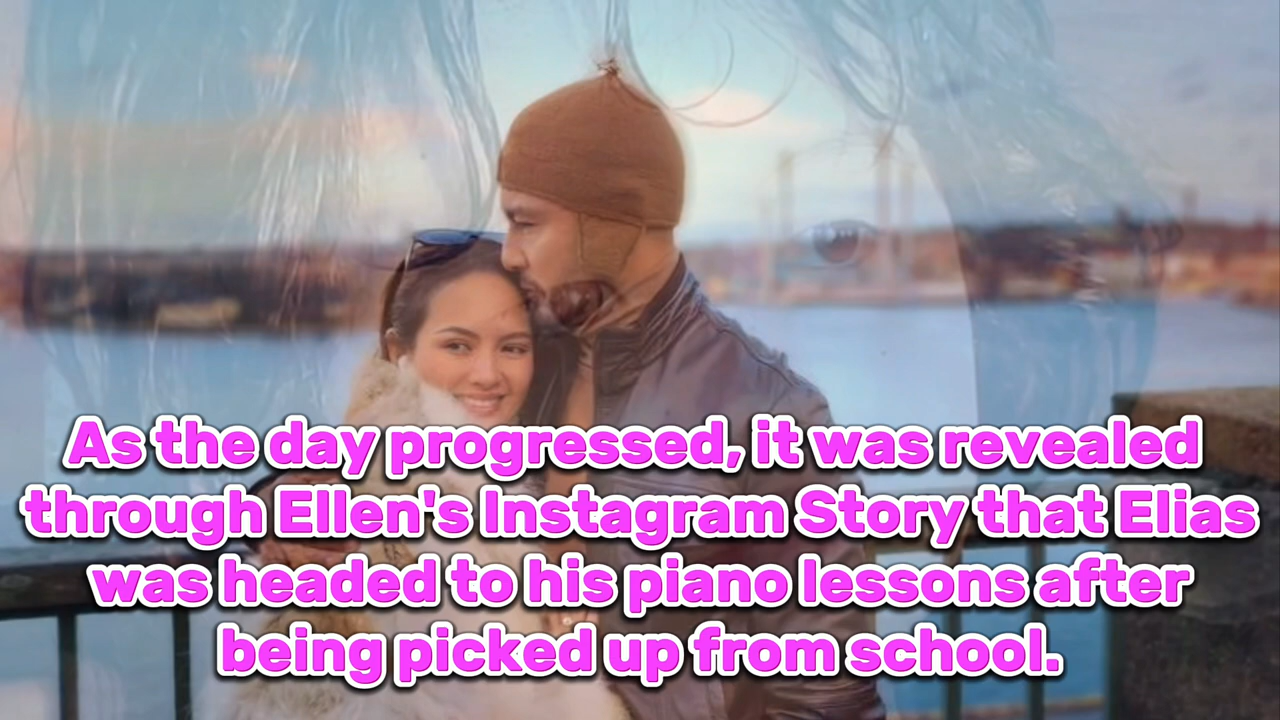 As the day progressed, it was revealed
through Ellen's Instagram Story that Elias
was headed to his piano lessons after
being picked up from school.